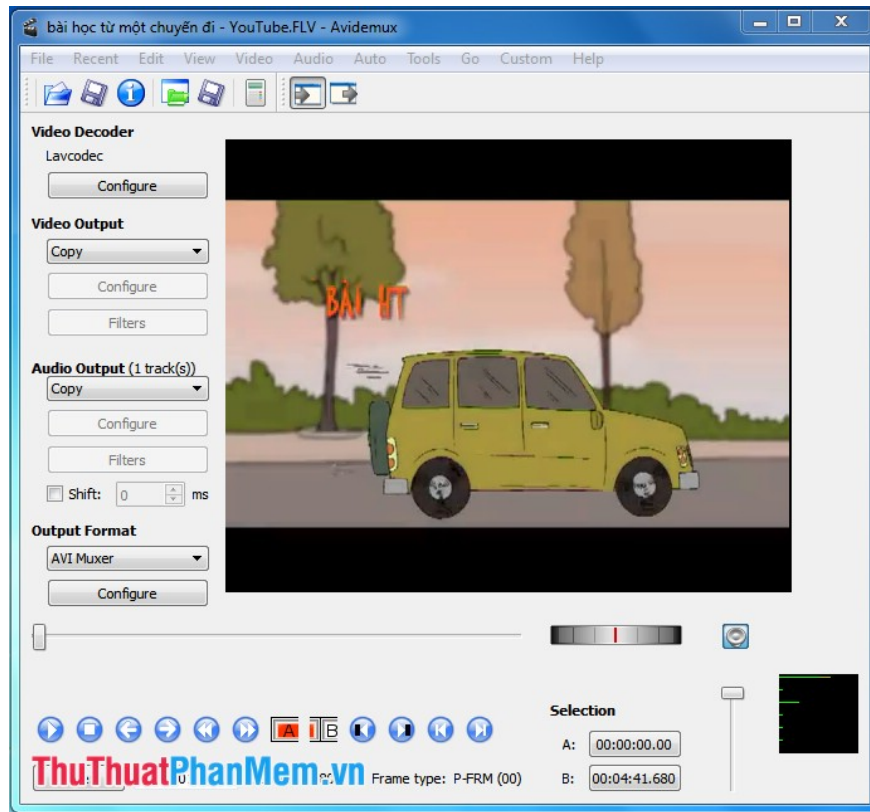 bài học từ một chuyến đi - YouTube.FLV - Avidemux
File Recent Edit View Video Audio Auto Tools Go Custom Help
Video Decoder
Lavcodec
Configure
Video Output
Copy
Configure
Filters
Audio Output (1 track(s))
Copy
Configure
Filters
Shift: 0 ms
Output Format
AVI Muxer
Configure
BÀI HT
A B
Selection
A: 00:00:00.00
B: 00:04:41.680
ThuThuatPhanMem.vn
Frame type: P-FRM (00)